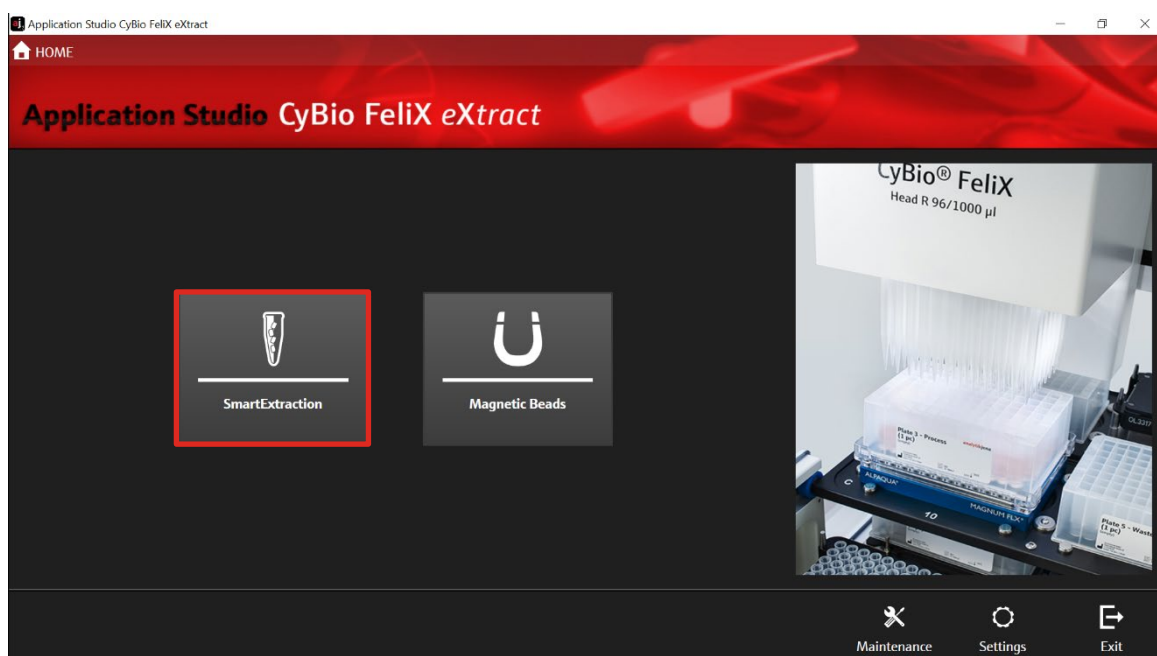 Application Studio CyBio FeliX eXtract
HOME
Application Studio CyBio FeliX eXtract
CyBio® FeliX
Head R 96/1000 µl
SmartExtraction
Magnetic Beads
Plate 3 - Process
(1 pc)
analytikjena
ALPAQUA®
MAGNUM FLX®
C
10
Plate 5 - Waste
(1 pc)
Maintenance
Settings
Exit